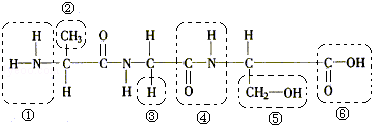 ②
H CH₃ O H H H
H–N C N C N C–OH
H H H O CH₂–OH O
① ③ ④ ⑤ ⑥